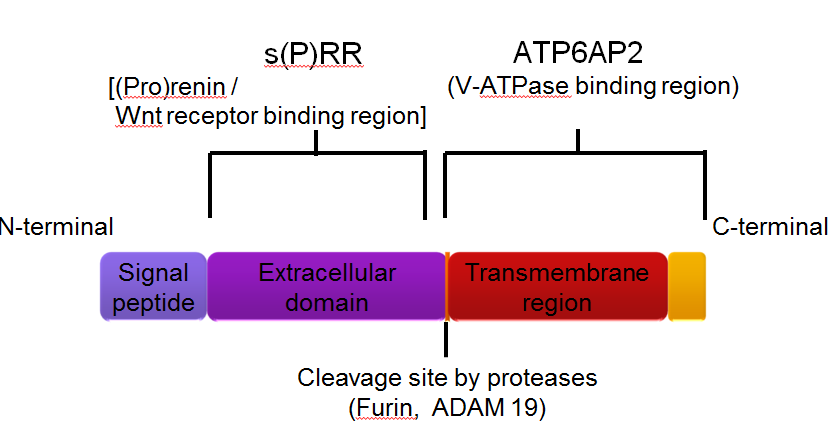 s(P)RR
[(Pro)renin /
Wnt receptor binding region]
ATP6AP2
(V-ATPase binding region)
N-terminal
C-terminal
Signal
peptide
Extracellular
domain
Transmembrane
region
Cleavage site by proteases
(Furin, ADAM 19)